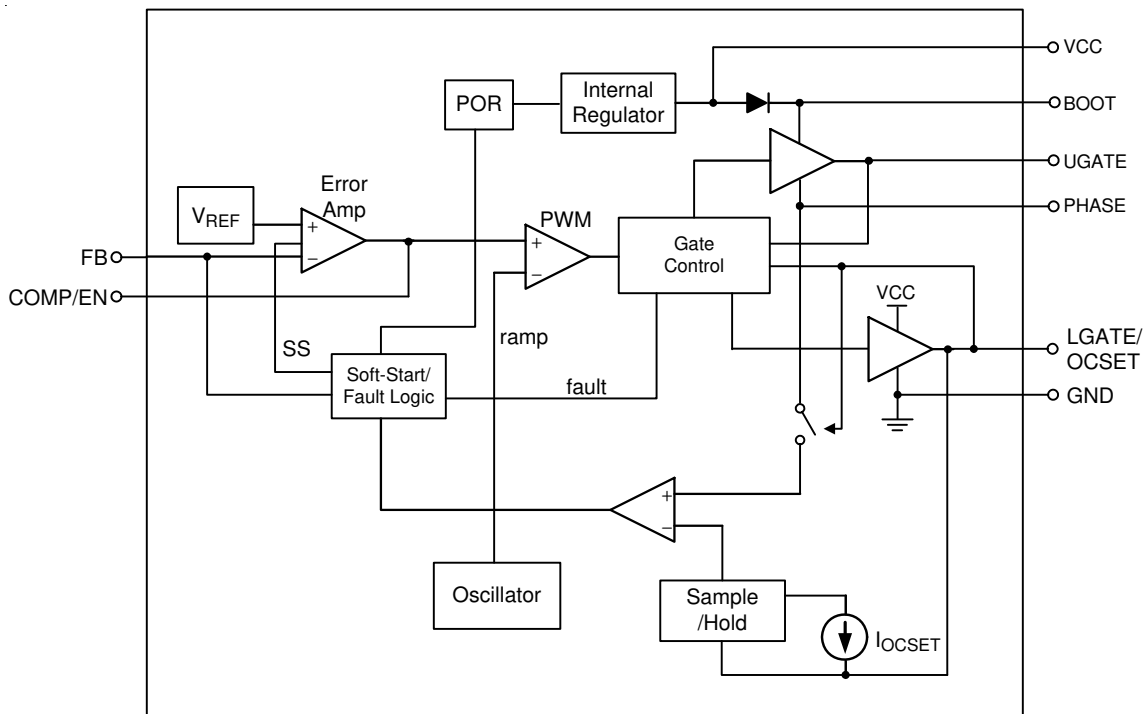 VCC
Internal
Regulator
POR
BOOT
UGATE
PHASE
Error
Amp
VREF
+
−
PWM
+
−
Gate
Control
FB
COMP/EN
VCC
LGATE/
OCSET
GND
SS
ramp
Soft-Start/
Fault Logic
fault
+
−
Oscillator
Sample
/Hold
IOCSET